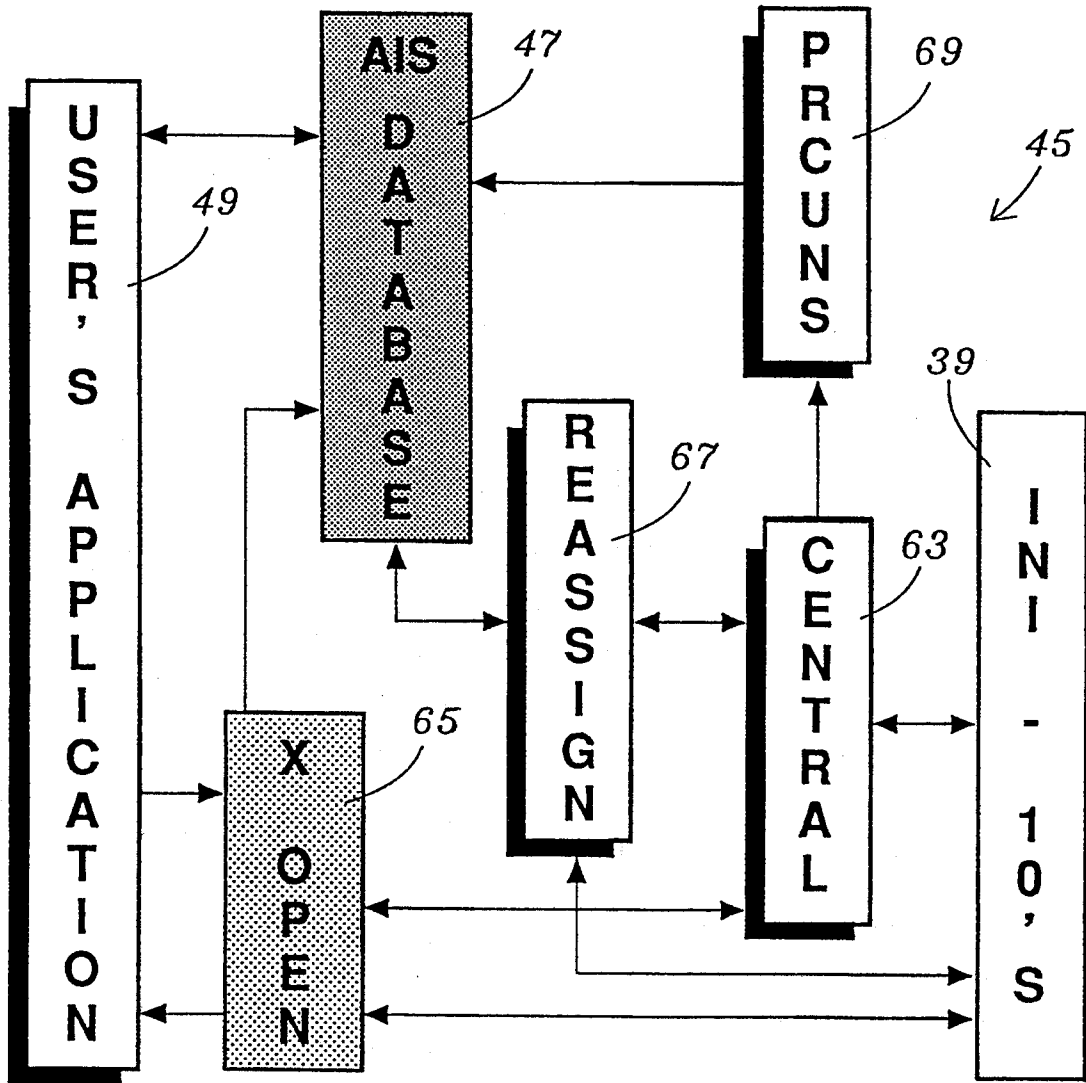 USER'S APPLICATION
49
AIS DATABASE
47
PRCUNS
69
45
REASSIGN
67
CENTRAL
63
39
INI - 10'S
X OPEN
65